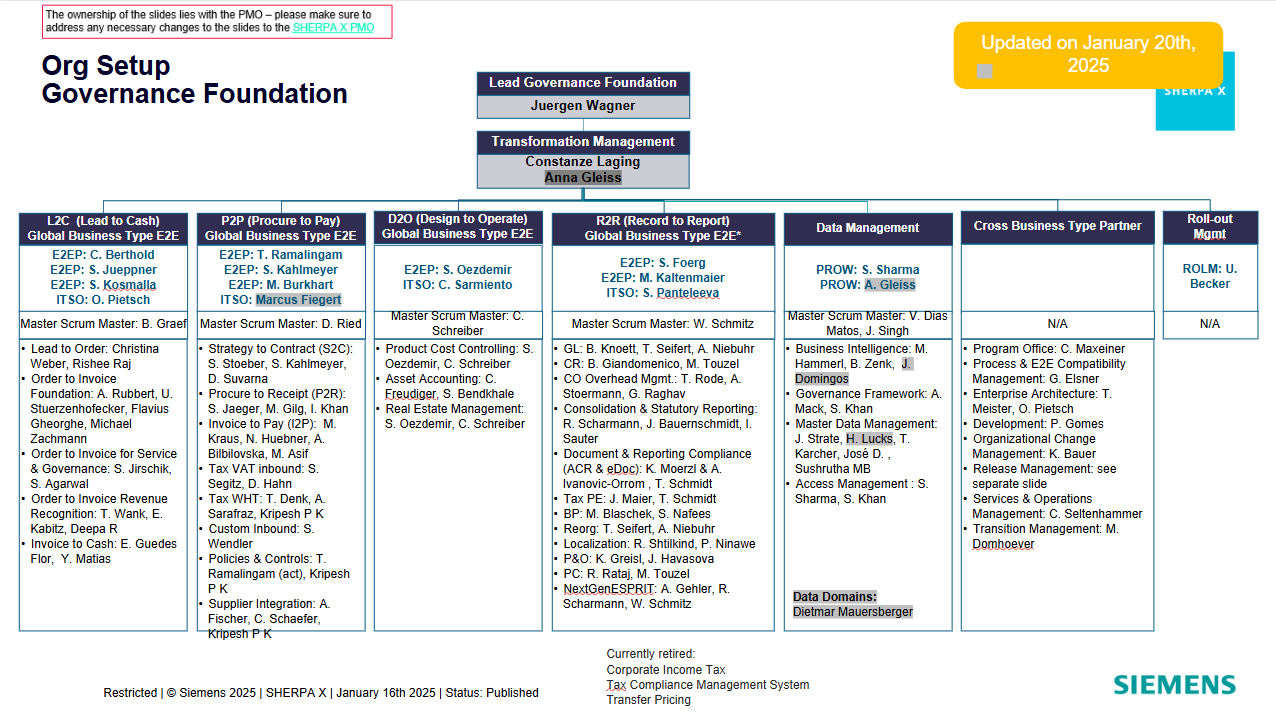 The ownership of the slides lies with the PMO – please make sure to
address any necessary changes to the slides to the SHERPA X PMO
Updated on January 20th,
2025
SHERPA X
Org Setup
Governance Foundation
Lead Governance Foundation
Juergen Wagner
Transformation Management
Constanze Laging
Anna Gleiss
L2C (Lead to Cash)
Global Business Type E2E
E2EP: C. Berthold
E2EP: S. Jueppner
E2EP: S. Kosmalla
ITSO: O. Pietsch
Master Scrum Master: B. Graef
• Lead to Order: Christina
Weber, Rishee Raj
• Order to Invoice
Foundation: A. Rubbert, U.
Stuerzenhofecker, Flavius
Gheorghe, Michael
Zachmann
• Order to Invoice for Service
& Governance: S. Jirschik,
S. Agarwal
• Order to Invoice Revenue
Recognition: T. Wank, E.
Kabitz, Deepa R
• Invoice to Cash: E. Guedes
Flor, Y. Matias
P2P (Procure to Pay)
Global Business Type E2E
E2EP: T. Ramalingam
E2EP: S. Kahlmeyer
E2EP: M. Burkhart
ITSO: Marcus Fiegert
Master Scrum Master: D. Ried
• Strategy to Contract (S2C):
S. Stoeber, S. Kahlmeyer,
D. Suvarna
• Procure to Receipt (P2R):
S. Jaeger, M. Gilg, I. Khan
• Invoice to Pay (I2P): M.
Kraus, N. Huebner, A.
Bilbilovska, M. Asif
• Tax VAT inbound: S.
Segitz, D. Hahn
• Tax WHT: T. Denk, A.
Sarafraz, Kripesh P K
• Custom Inbound: S.
Wendler
• Policies & Controls: T.
Ramalingam (act), Kripesh
P K
• Supplier Integration: A.
Fischer, C. Schaefer,
Kripesh P K
D2O (Design to Operate)
Global Business Type E2E
E2EP: S. Oezdemir
ITSO: C. Sarmiento
Master Scrum Master: C.
Schreiber
• Product Cost Controlling: S.
Oezdemir, C. Schreiber
• Asset Accounting: C.
Freudiger, S. Bendkhale
• Real Estate Management:
S. Oezdemir, C. Schreiber
R2R (Record to Report)
Global Business Type E2E*
E2EP: S. Foerg
E2EP: M. Kaltenmaier
ITSO: S. Panteleeva
Master Scrum Master: W. Schmitz
• GL: B. Knoett, T. Seifert, A. Niebuhr
• CR: B. Giandomenico, M. Touzel
• CO Overhead Mgmt.: T. Rode, A.
Stoermann, G. Raghav
• Consolidation & Statutory Reporting:
R. Scharmann, J. Bauernschmidt, I.
Sauter
• Document & Reporting Compliance
(ACR & eDoc): K. Moerzl & A.
Ivanovic-Orrom , T. Schmidt
• Tax PE: J. Maier, T. Schmidt
• BP: M. Blaschek, S. Nafees
• Reorg: T. Seifert, A. Niebuhr
• Localization: R. Shtilkind, P. Ninawe
• P&O: K. Greisl, J. Havasova
• PC: R. Rataj, M. Touzel
• NextGenESPRIT: A. Gehler, R.
Scharmann, W. Schmitz
Data Management
PROW: S. Sharma
PROW: A. Gleiss
Master Scrum Master: V. Dias
Matos, J. Singh
• Business Intelligence: M.
Hammerl, B. Zenk, J.
Domingos
• Governance Framework: A.
Mack, S. Khan
• Master Data Management:
J. Strate, H. Lucks, T.
Karcher, José D. ,
Sushrutha MB
• Access Management : S.
Sharma, S. Khan
Data Domains:
Dietmar Mauersberger
Cross Business Type Partner
N/A
• Program Office: C. Maxeiner
• Process & E2E Compatibility
Management: G. Elsner
• Enterprise Architecture: T.
Meister, O. Pietsch
• Development: P. Gomes
• Organizational Change
Management: K. Bauer
• Release Management: see
separate slide
• Services & Operations
Management: C. Seltenhammer
• Transition Management: M.
Domhoever
Roll-out
Mgmt
ROLM: U.
Becker
N/A
Currently retired:
Corporate Income Tax
Tax Compliance Management System
Transfer Pricing
Restricted | © Siemens 2025 | SHERPA X | January 16th 2025 | Status: Published
SIEMENS